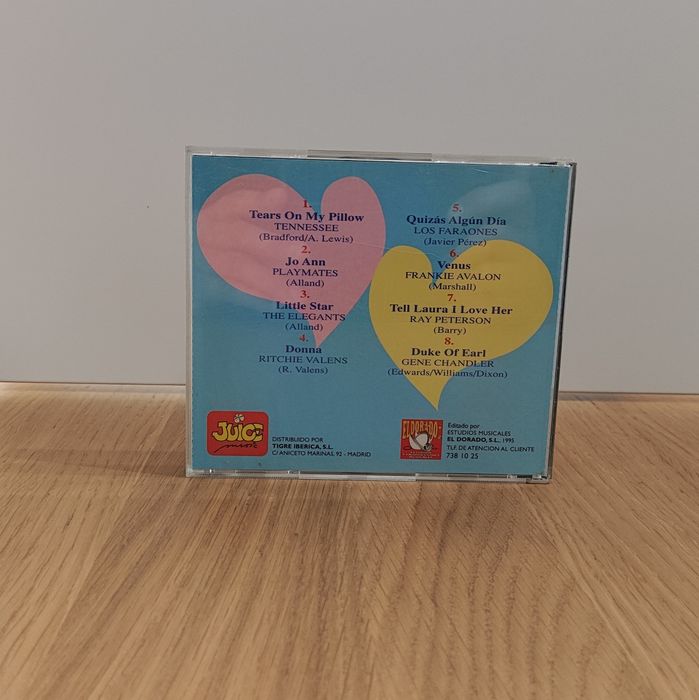 1.
Tears On My Pillow
TENNESSEE
(Bradford/A. Lewis)
2.
Jo Ann
PLAYMATES
(Alland)
3.
Little Star
THE ELEGANTS
(Alland)
4.
Donna
RITCHIE VALENS
(R. Valens)
5.
Quizás Algún Día
LOS FARAONES
(Javier Pérez)
6.
Venus
FRANKIE AVALON
(Marshall)
7.
Tell Laura I Love Her
RAY PETERSON
(Barry)
8.
Duke Of Earl
GENE CHANDLER
(Edwards/Williams/Dixon)
JUICE
music
DISTRIBUIDO POR
TIGRE IBERICA, S.L.
C/ ANICETO MARINAS, 92 - MADRID
EL DORADO
Editado por
ESTUDIOS MUSICALES
EL DORADO, S.L., 1995
TLF. DE ATENCION AL CLIENTE
738 10 25